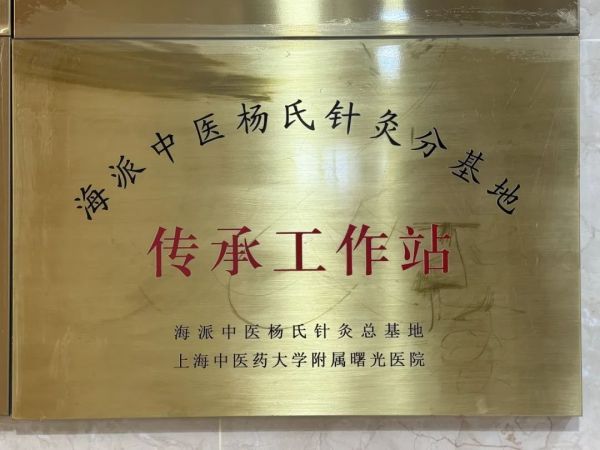 海派中医杨氏针灸分基地
传承工作站
海派中医杨氏针灸总基地
上海中医药大学附属曙光医院